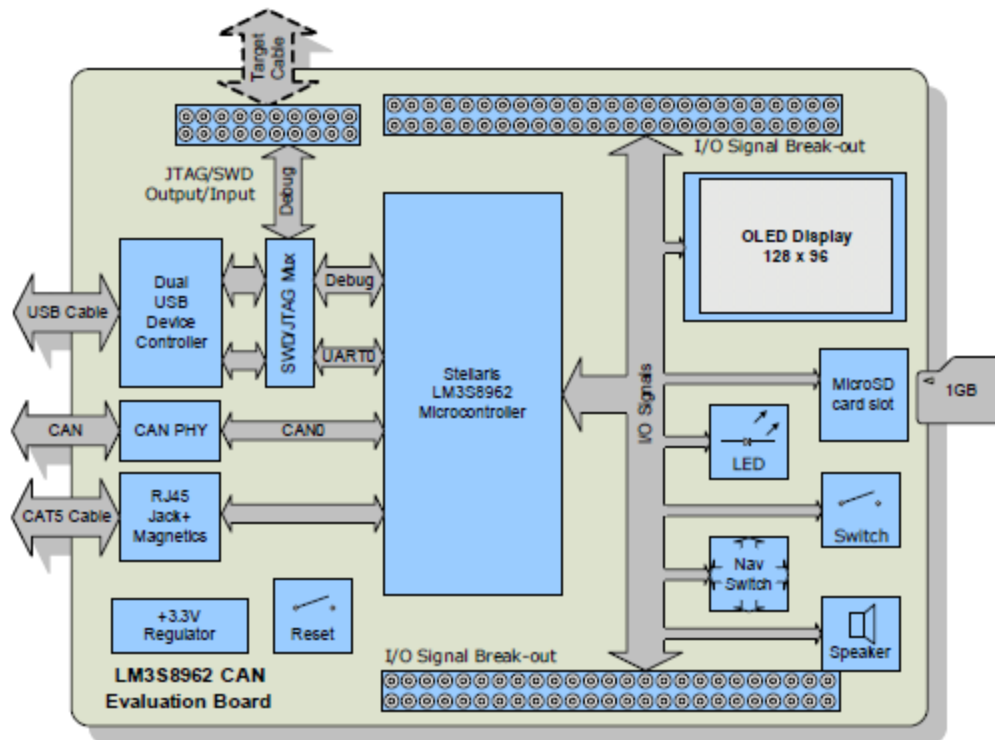 Target
Cable
I/O Signal Break-out
JTAG/SWD
Output/Input
Debug
OLED Display
128 x 96
Dual
USB
Device
Controller
USB Cable
SWD/JTAG Mux
Debug
UART0
Stellaris
LM3S8962
Microcontroller
I/O Signals
MicroSD
card slot
1GB
LED
CAN
CAN PHY
CAN0
CAT5 Cable
RJ45
Jack+
Magnetics
Switch
Nav
Switch
+3.3V
Regulator
Reset
Speaker
I/O Signal Break-out
LM3S8962 CAN
Evaluation Board